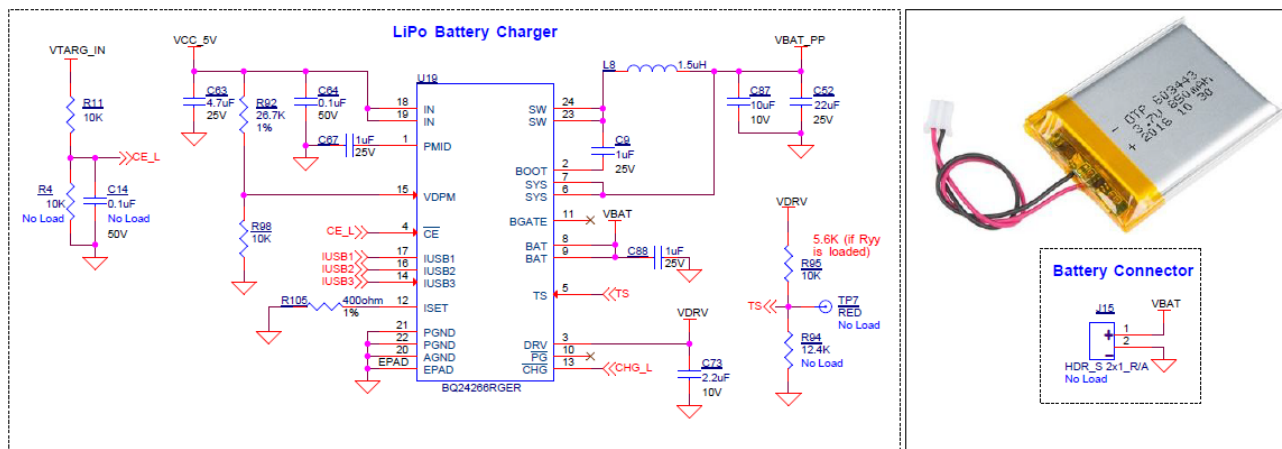 LiPo Battery Charger
VTARG_IN
R11
10K
CE_L
R4
10K
No Load
C14
0.1uF
No Load
50V
VCC_5V
C63
4.7uF
25V
R92
26.7K
1%
C64
0.1uF
50V
C67
1uF
25V
R98
10K
CE_L
IUSB1
IUSB2
IUSB3
R105
400ohm
1%
EPAD
U19
18
IN
19
IN
1
PMID
15
VDPM
4
CE
17
IUSB1
16
IUSB2
14
IUSB3
12
ISET
21
PGND
22
PGND
20
AGND
EPAD
SW
24
SW
23
BOOT
2
SYS
7
SYS
6
BGATE
11
BAT
8
BAT
9
TS
5
DRV
3
PG
10
CHG
13
BQ24266RGER
L8
1.5uH
VBAT_PP
C87
10uF
10V
C52
22uF
25V
C9
1uF
25V
VBAT
C88
1uF
25V
TS
VDRV
CHG_L
C73
2.2uF
10V
VDRV
5.6K (if Ryy
is loaded)
R95
10K
TS
TP7
RED
No Load
R94
12.4K
No Load
- DTP 603443
3.7V 850mAh
+ 2016 10 30
Battery Connector
J15
VBAT
1
2
+
–
HDR_S 2x1_R/A
No Load